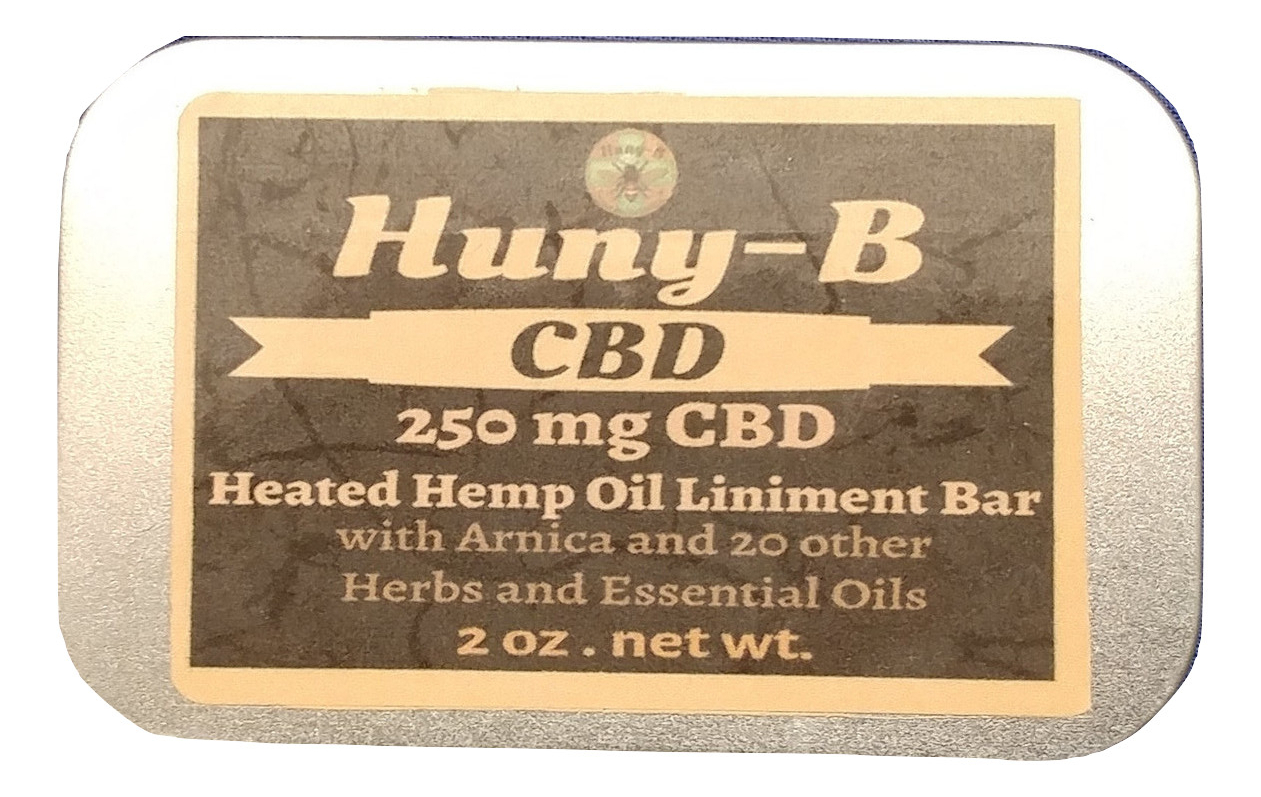 Huny-B
Huny-B
CBD
250 mg CBD
Heated Hemp Oil Liniment Bar
with Arnica and 20 other
Herbs and Essential Oils
2 oz . net wt.